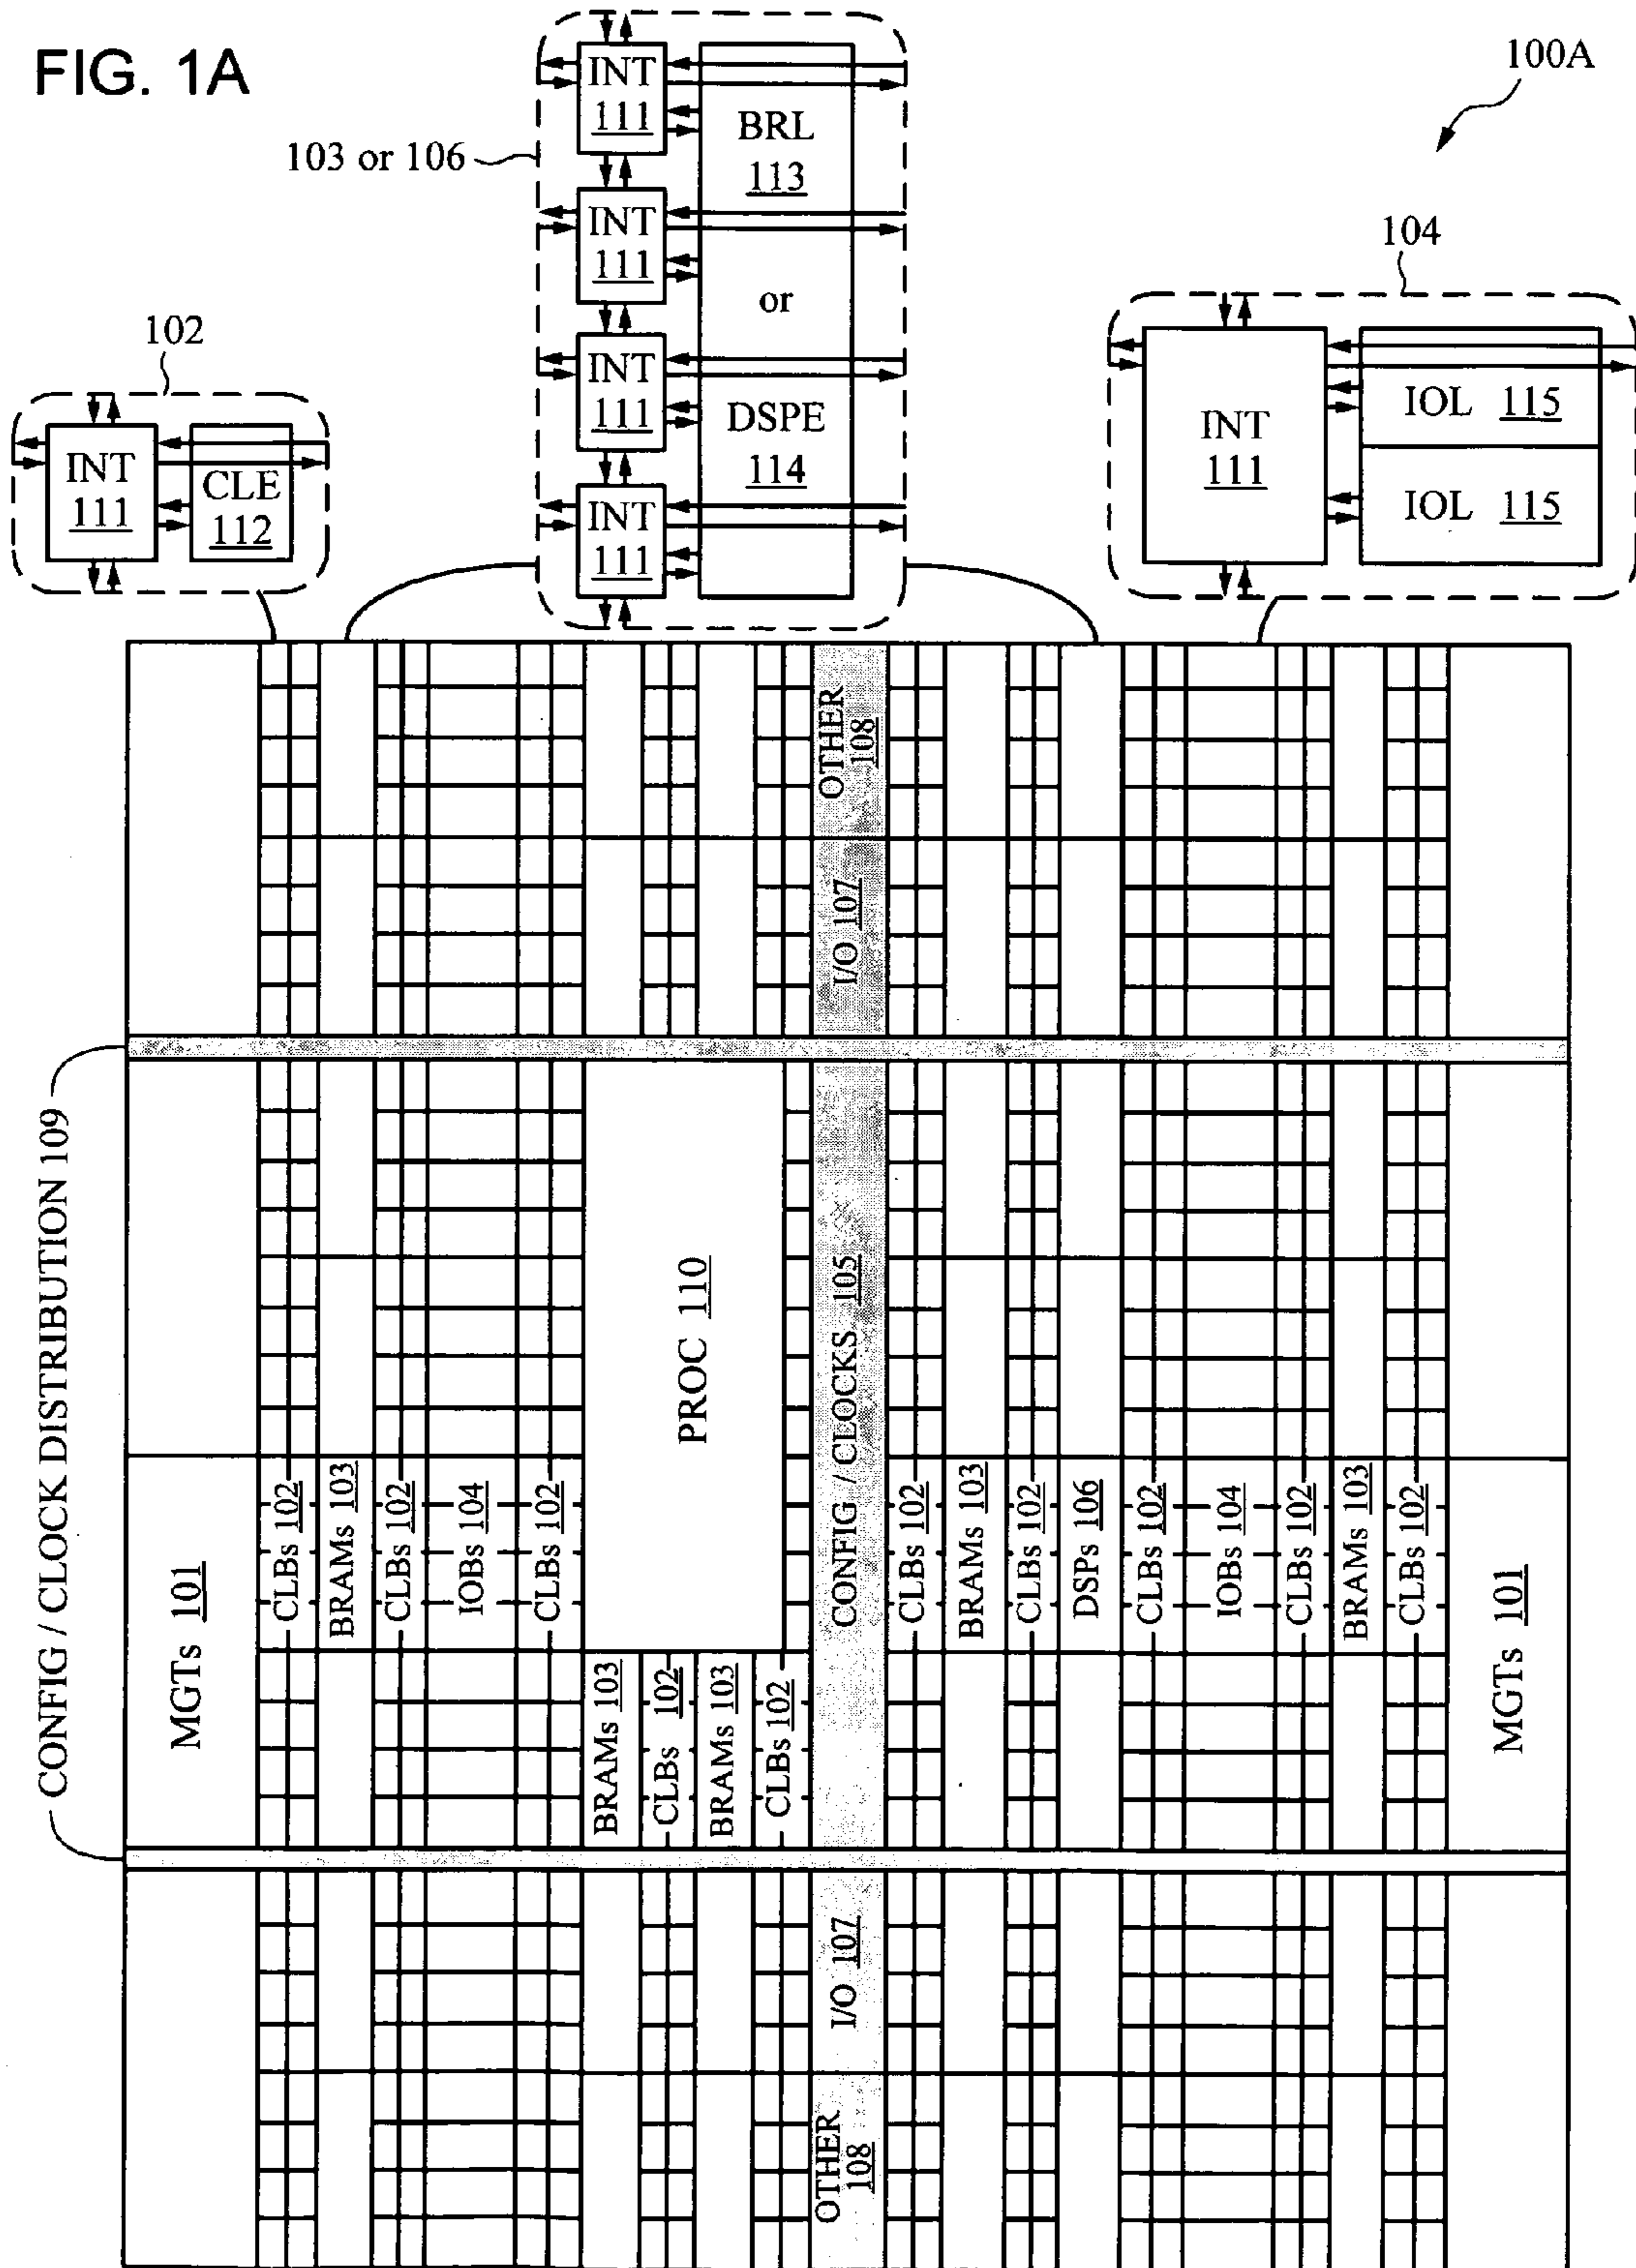 FIG. 1A
100A
103 or 106
INT
111
BRL
113
INT
111
or
INT
111
DSPE
114
INT
111
102
INT
111
CLE
112
104
INT
111
IOL 115
IOL 115
OTHER
108
I/O 107
CONFIG / CLOCK DISTRIBUTION 109
PROC 110
CONFIG / CLOCKS 105
MGTs 101
CLBs 102
BRAMs 103
CLBs 102
IOBs 104
CLBs 102
BRAMs 103
CLBs 102
BRAMs 103
CLBs 102
CLBs 102
BRAMs 103
CLBs 102
DSPs 106
CLBs 102
IOBs 104
CLBs 102
BRAMs 103
CLBs 102
MGTs 101
I/O 107
OTHER
108